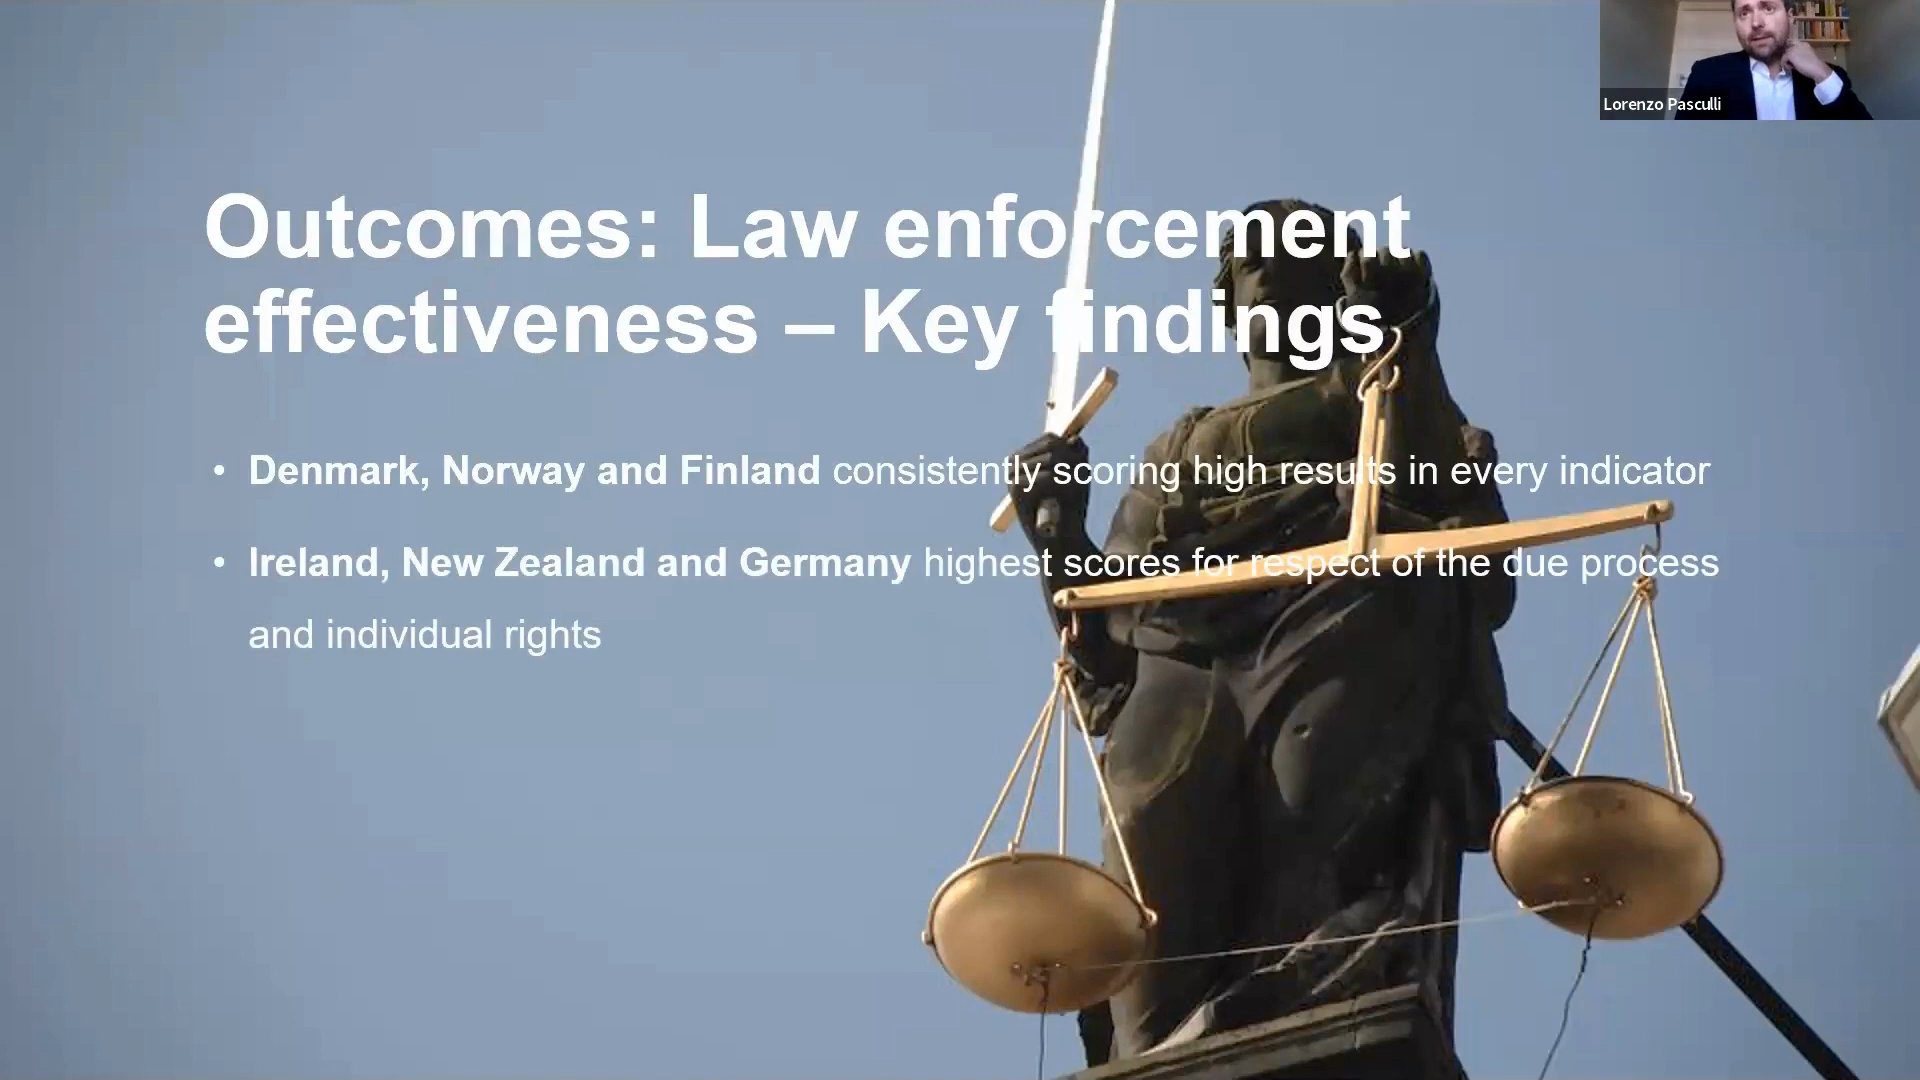 Lorenzo Pasculli
Outcomes: Law enforcement
effectiveness – Key findings
• Denmark, Norway and Finland consistently scoring high results in every indicator
• Ireland, New Zealand and Germany highest scores for respect of the due process
and individual rights